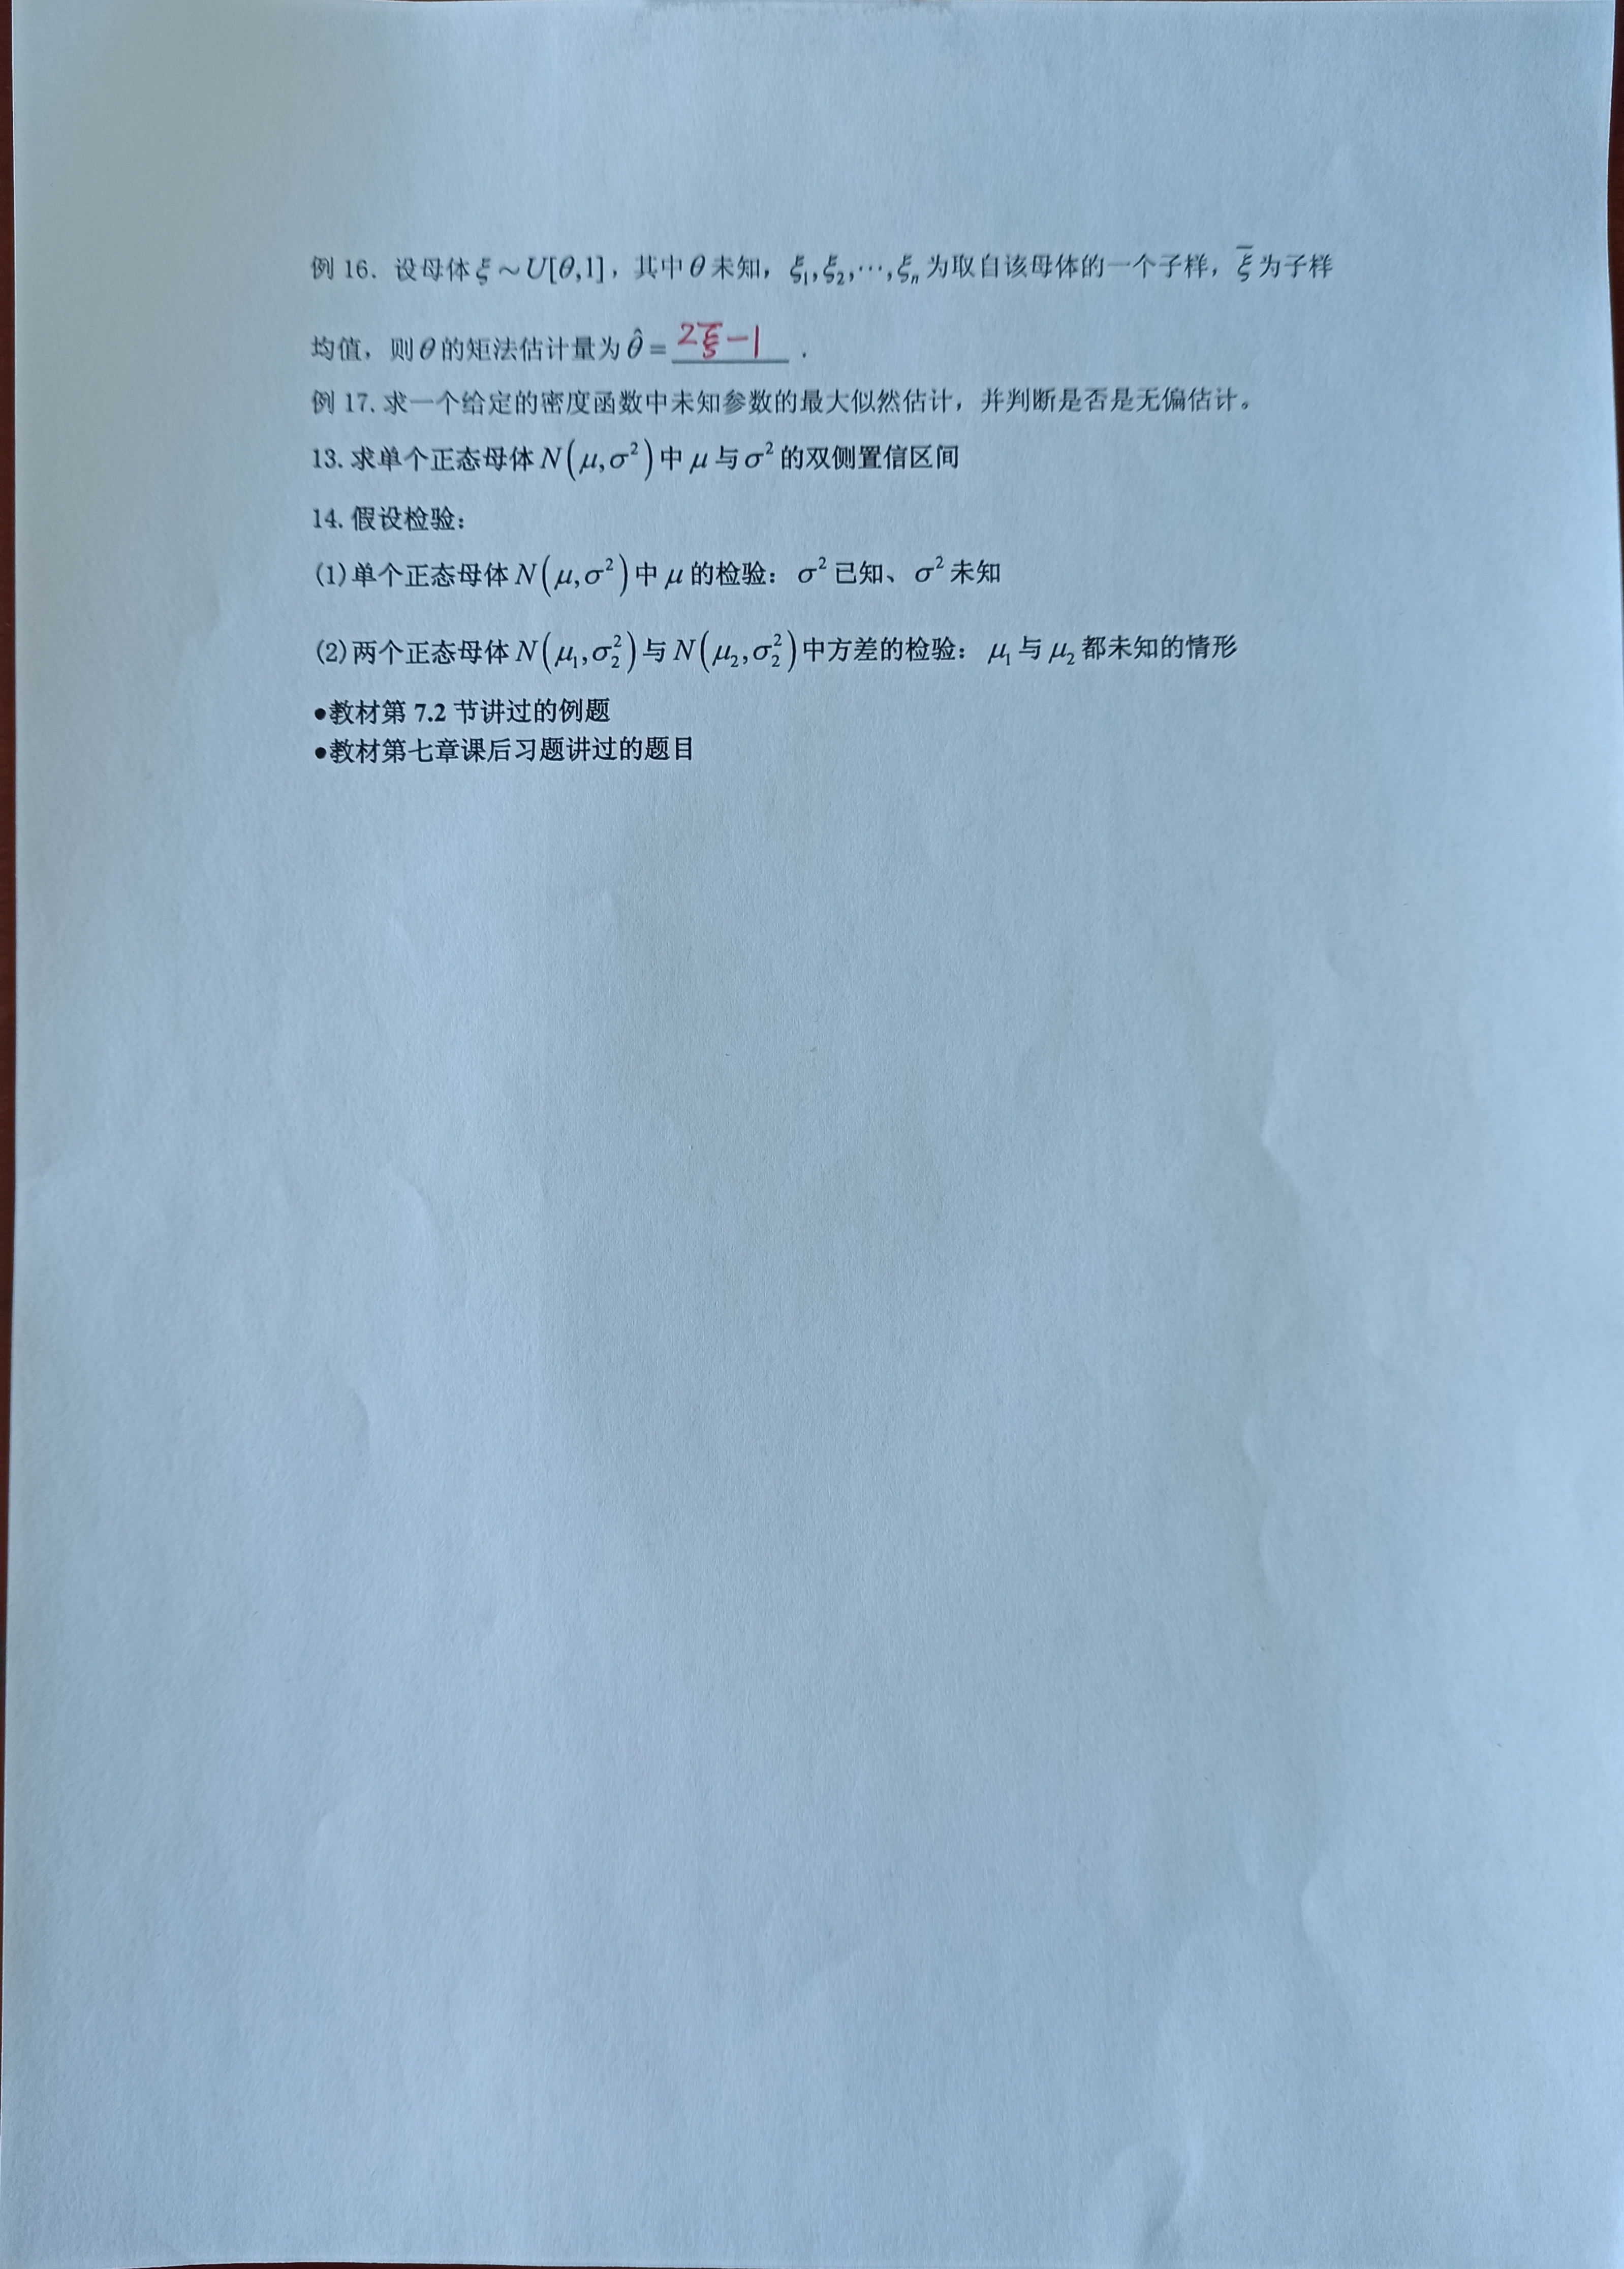 例 16. 设母体 ξ ~ U[θ,1], 其中 θ 未知, ξ₁,ξ₂,⋯,ξₙ 为取自该母体的一个子样, ξ̄ 为子样
均值, 则 θ 的矩法估计量为 θ̂ = 2ξ̄-1 .
例 17. 求一个给定的密度函数中未知参数的最大似然估计, 并判断是否是无偏估计。
13. 求单个正态母体 N(μ,σ²) 中 μ 与 σ² 的双侧置信区间
14. 假设检验:
(1) 单个正态母体 N(μ,σ²) 中 μ 的检验: σ² 已知、σ² 未知
(2) 两个正态母体 N(μ₁,σ₂²) 与 N(μ₂,σ₂²) 中方差的检验: μ₁ 与 μ₂ 都未知的情形
●教材第 7.2 节讲过的例题
●教材第七章课后习题讲过的题目